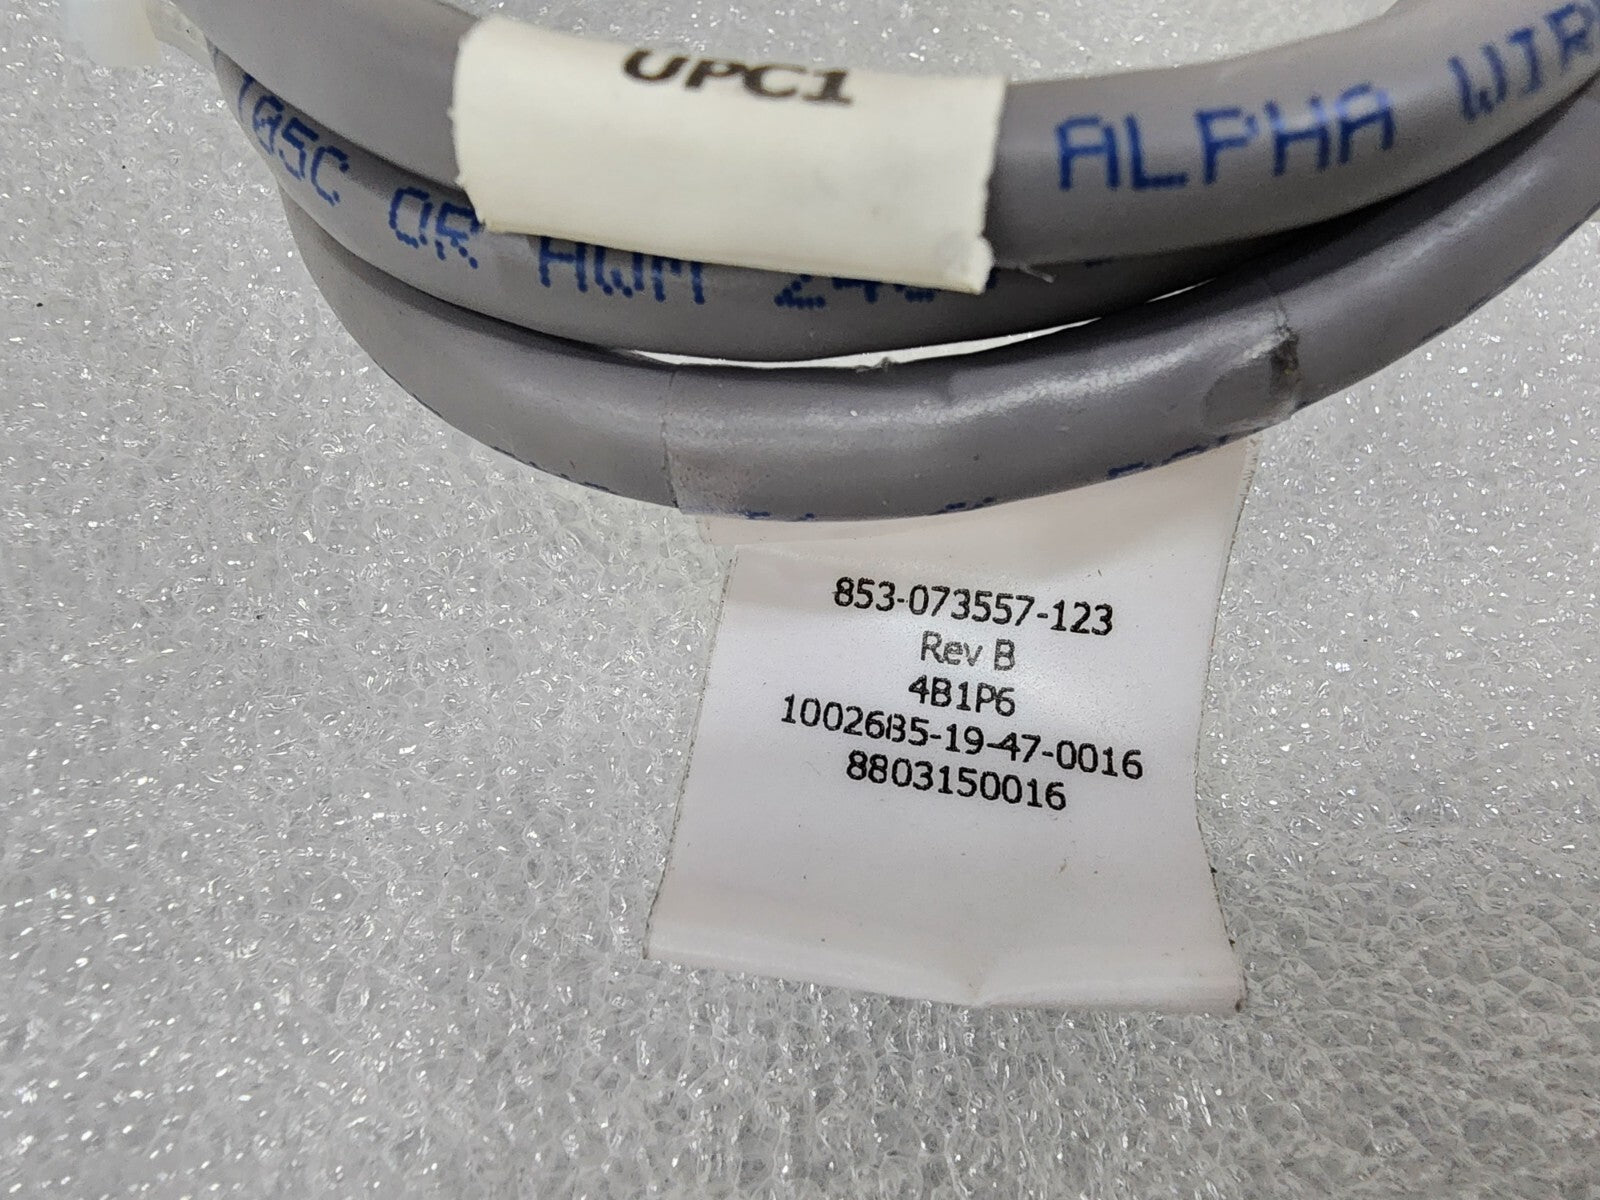 UPC1
ALPHA WIR
105C OR AWM
853-073557-123
Rev B
4B1P6
1002685-19-47-0016
8803150016